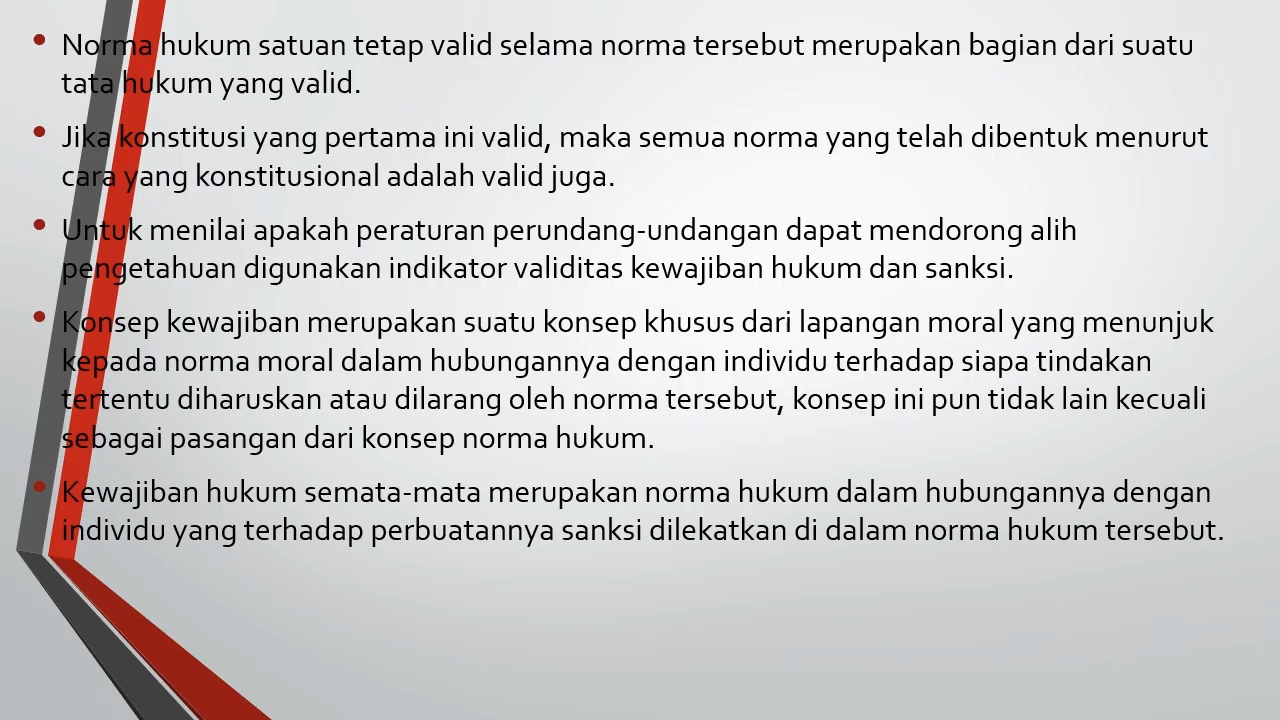 • Norma hukum satuan tetap valid selama norma tersebut merupakan bagian dari suatu
tata hukum yang valid.
• Jika konstitusi yang pertama ini valid, maka semua norma yang telah dibentuk menurut
cara yang konstitusional adalah valid juga.
• Untuk menilai apakah peraturan perundang-undangan dapat mendorong alih
pengetahuan digunakan indikator validitas kewajiban hukum dan sanksi.
• Konsep kewajiban merupakan suatu konsep khusus dari lapangan moral yang menunjuk
kepada norma moral dalam hubungannya dengan individu terhadap siapa tindakan
tertentu diharuskan atau dilarang oleh norma tersebut, konsep ini pun tidak lain kecuali
sebagai pasangan dari konsep norma hukum.
• Kewajiban hukum semata-mata merupakan norma hukum dalam hubungannya dengan
individu yang terhadap perbuatannya sanksi dilekatkan di dalam norma hukum tersebut.